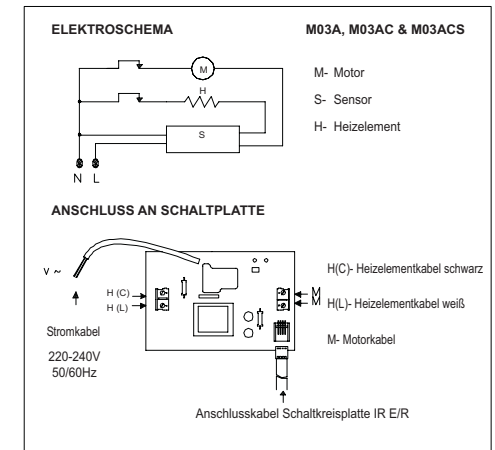 ELEKTROSCHEMA
M03A, M03AC & M03ACS
M
H
S
N L
M- Motor
S- Sensor
H- Heizelement
ANSCHLUSS AN SCHALTPLATTE
V ~
H (C)
H (L)
M
M
Stromkabel
220-240V
50/60Hz
H(C)- Heizelementkabel schwarz
H(L)- Heizelementkabel weiß
M- Motorkabel
Anschlusskabel Schaltkreisplatte IR E/R